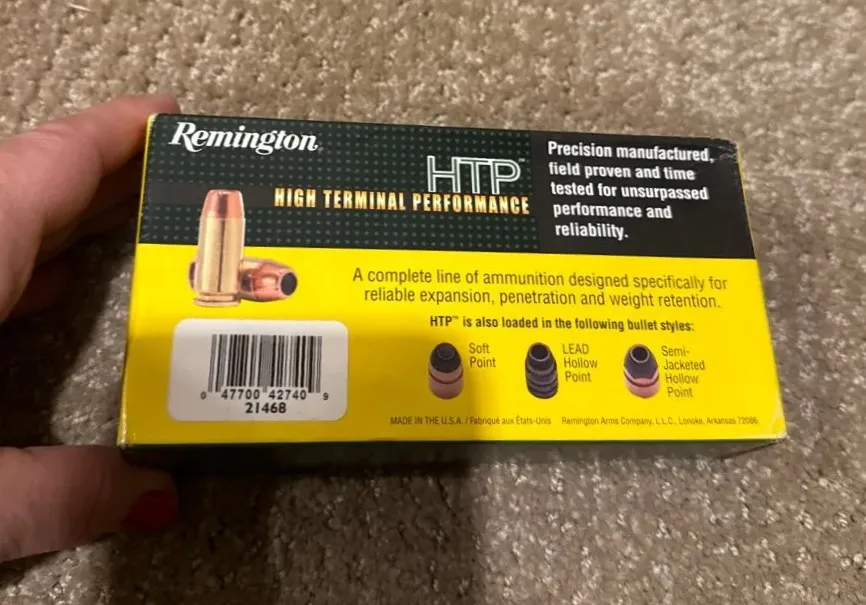 Remington
HTP™
HIGH TERMINAL PERFORMANCE
Precision manufactured,
field proven and time
tested for unsurpassed
performance and
reliability.
A complete line of ammunition designed specifically for
reliable expansion, penetration and weight retention.
HTP™ is also loaded in the following bullet styles:
Soft
Point
LEAD
Hollow
Point
Semi-
Jacketed
Hollow
Point
0 47700 42740 9
21468
MADE IN THE U.S.A. / Fabriqué aux États-Unis Remington Arms Company, L.L.C., Lonoke, Arkansas 72086